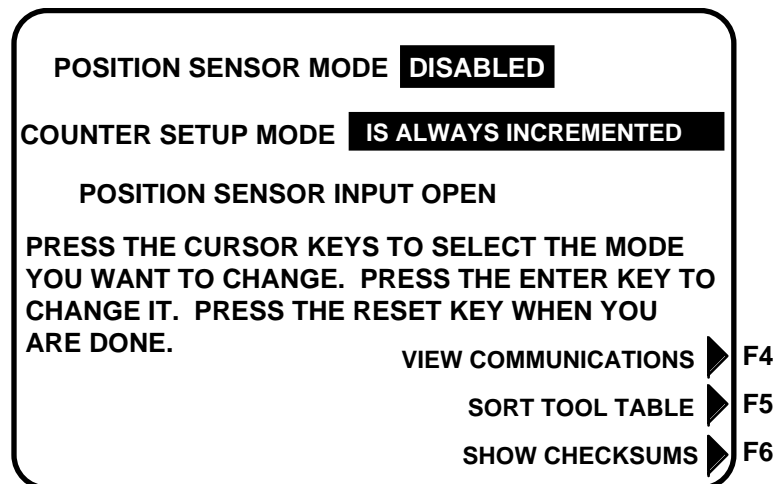 POSITION SENSOR MODE DISABLED
COUNTER SETUP MODE IS ALWAYS INCREMENTED
POSITION SENSOR INPUT OPEN
PRESS THE CURSOR KEYS TO SELECT THE MODE
YOU WANT TO CHANGE. PRESS THE ENTER KEY TO
CHANGE IT. PRESS THE RESET KEY WHEN YOU
ARE DONE.
VIEW COMMUNICATIONS F4
SORT TOOL TABLE F5
SHOW CHECKSUMS F6